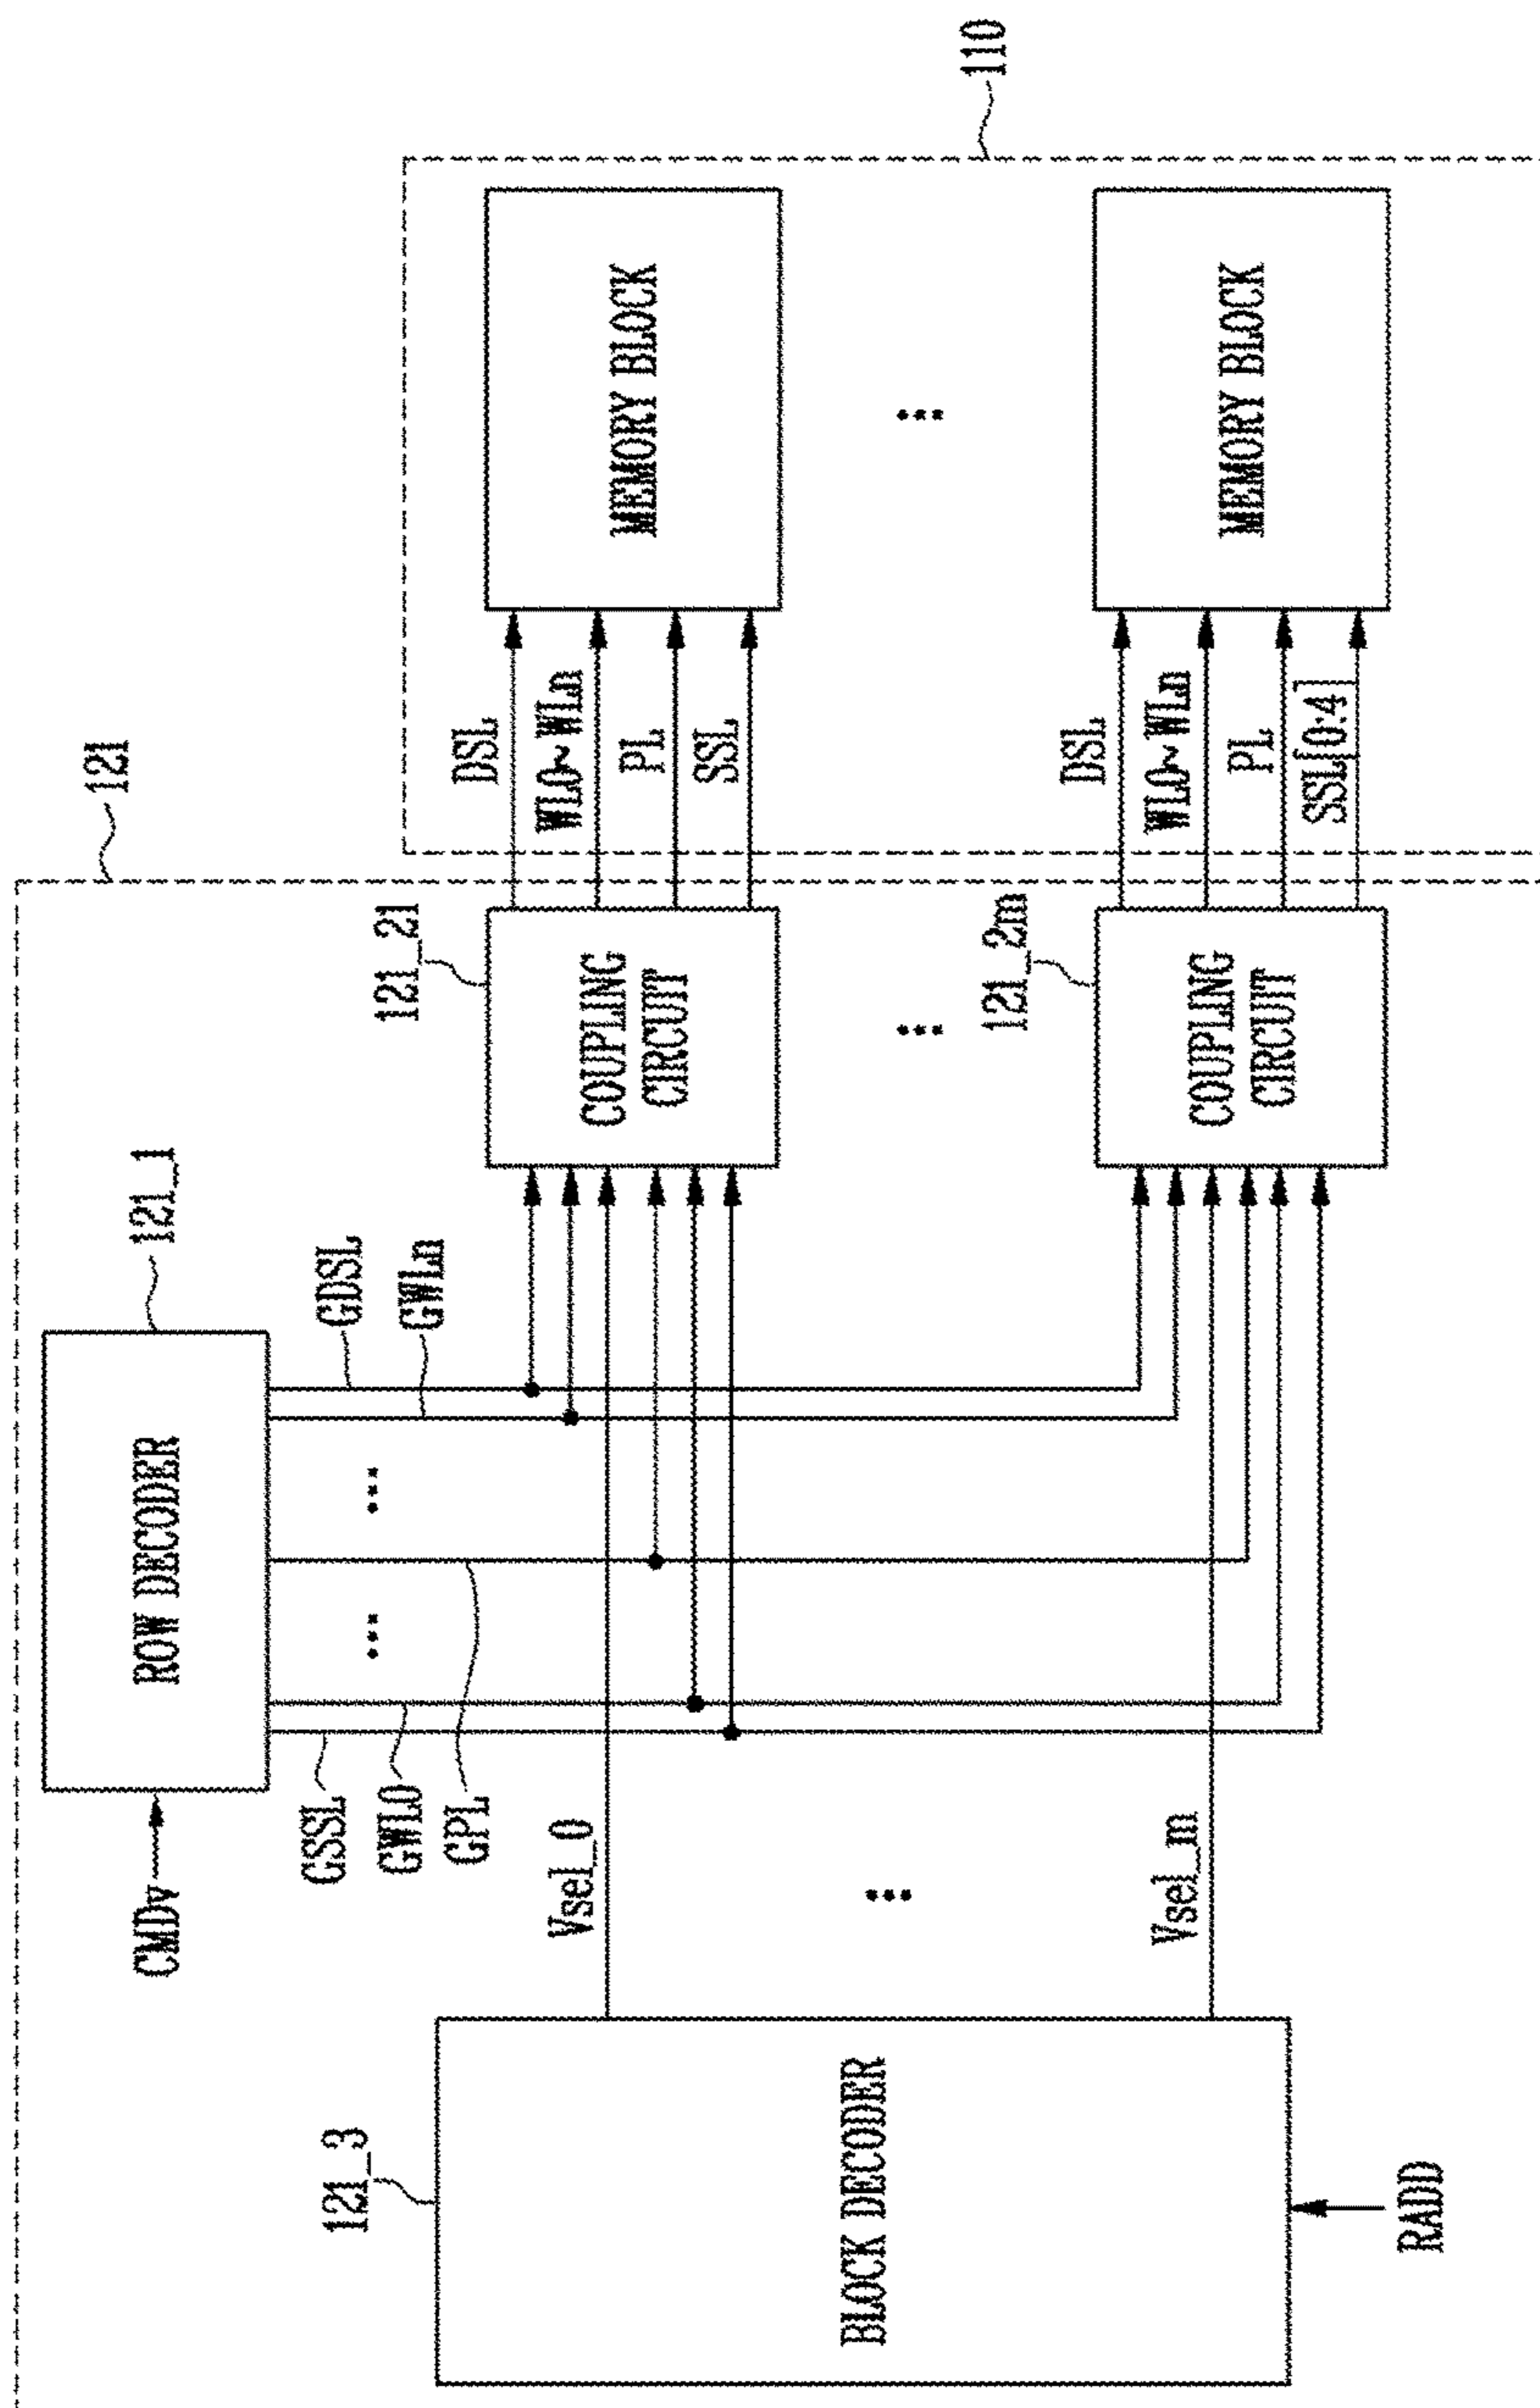 121
110
121_1
ROW DECODER
CMDv
GDSL
GWLn
...
...
GSSL
GWL0
GPL
121_21
COUPLING
CIRCUIT
DSL
WL0~WLn
PL
SSL
MEMORY BLOCK
Vsel_0
...
...
...
121_3
BLOCK DECODER
Vsel_m
121_2m
COUPLING
CIRCUIT
DSL
WL0~WLn
PL
SSL[0:4]
MEMORY BLOCK
RADD